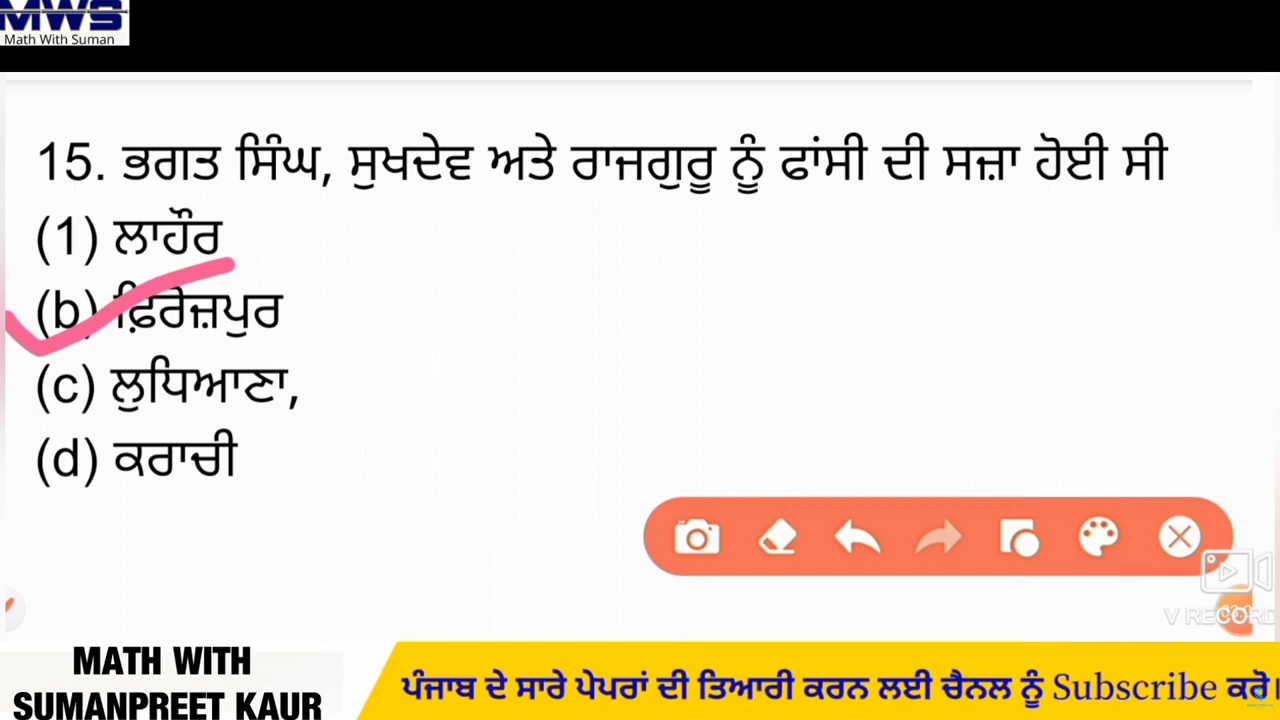 MWS
Math With Suman
15. ਭਗਤ ਸਿੰਘ, ਸੁਖਦੇਵ ਅਤੇ ਰਾਜਗੁਰੂ ਨੂੰ ਫਾਂਸੀ ਦੀ ਸਜ਼ਾ ਹੋਈ ਸੀ
(1) ਲਾਹੌਰ
(b) ਫ਼ਿਰੋਜ਼ਪੁਰ
(c) ਲੁਧਿਆਣਾ,
(d) ਕਰਾਚੀ
V RECORD
MATH WITH
SUMANPREET KAUR
ਪੰਜਾਬ ਦੇ ਸਾਰੇ ਪੇਪਰਾਂ ਦੀ ਤਿਆਰੀ ਕਰਨ ਲਈ ਚੈਨਲ ਨੂੰ Subscribe ਕਰੋ।